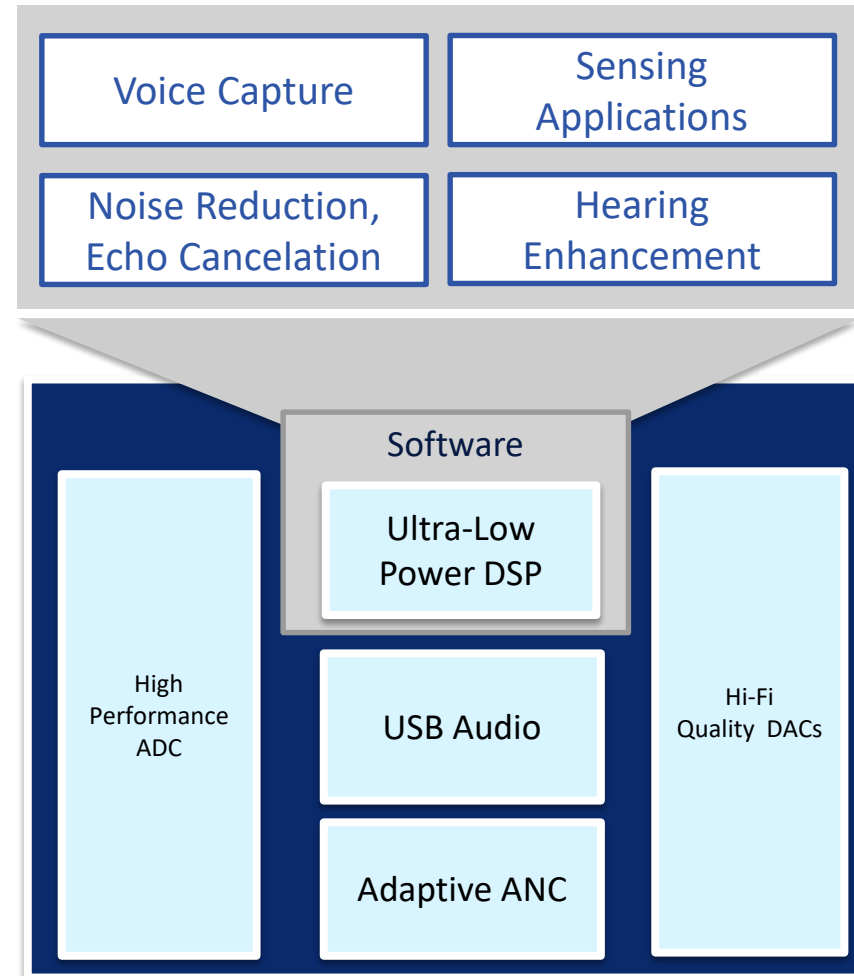 Voice Capture
Sensing
Applications
Noise Reduction,
Echo Cancelation
Hearing
Enhancement
Software
Ultra-Low
Power DSP
High
Performance
ADC
USB Audio
Hi-Fi
Quality DACs
Adaptive ANC